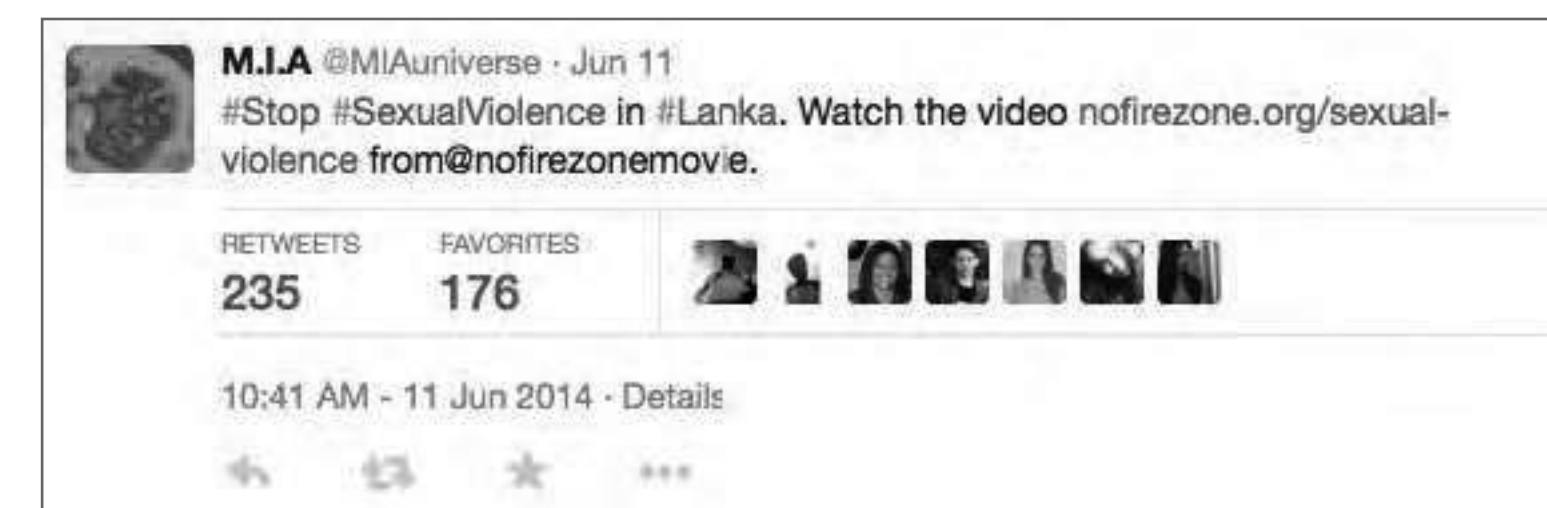 M.I.A @MIAuniverse · Jun 11
#Stop #SexualViolence in #Lanka. Watch the video nofirezone.org/sexual-
violence from@nofirezonemovie.
RETWEETS FAVORITES
235 176
10:41 AM - 11 Jun 2014 · Details